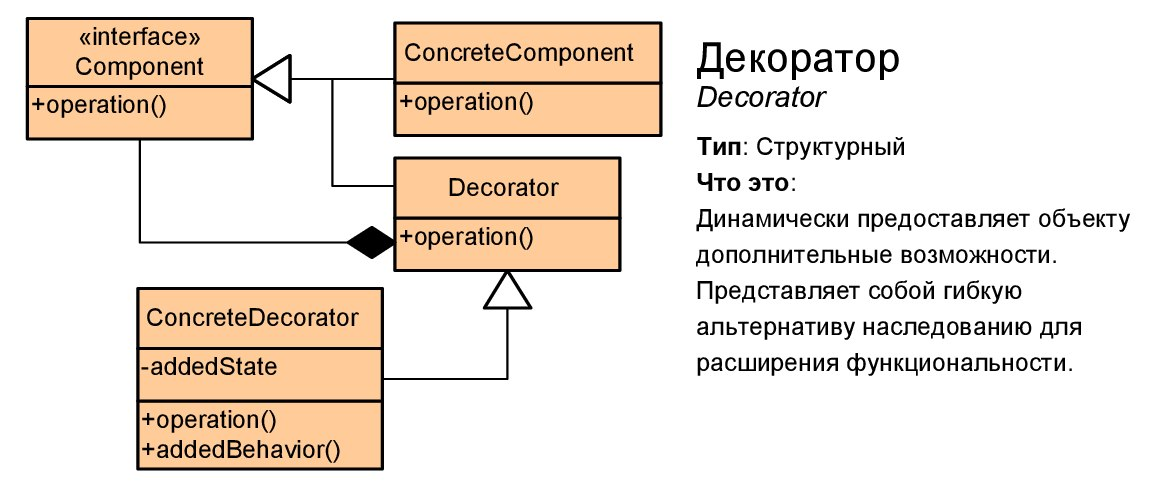 «interface»
Component
+operation()
ConcreteComponent
+operation()
Decorator
+operation()
ConcreteDecorator
-addedState
+operation()
+addedBehavior()
Декоратор
Decorator
Тип: Структурный
Что это:
Динамически предоставляет объекту
дополнительные возможности.
Представляет собой гибкую
альтернативу наследованию для
расширения функциональности.